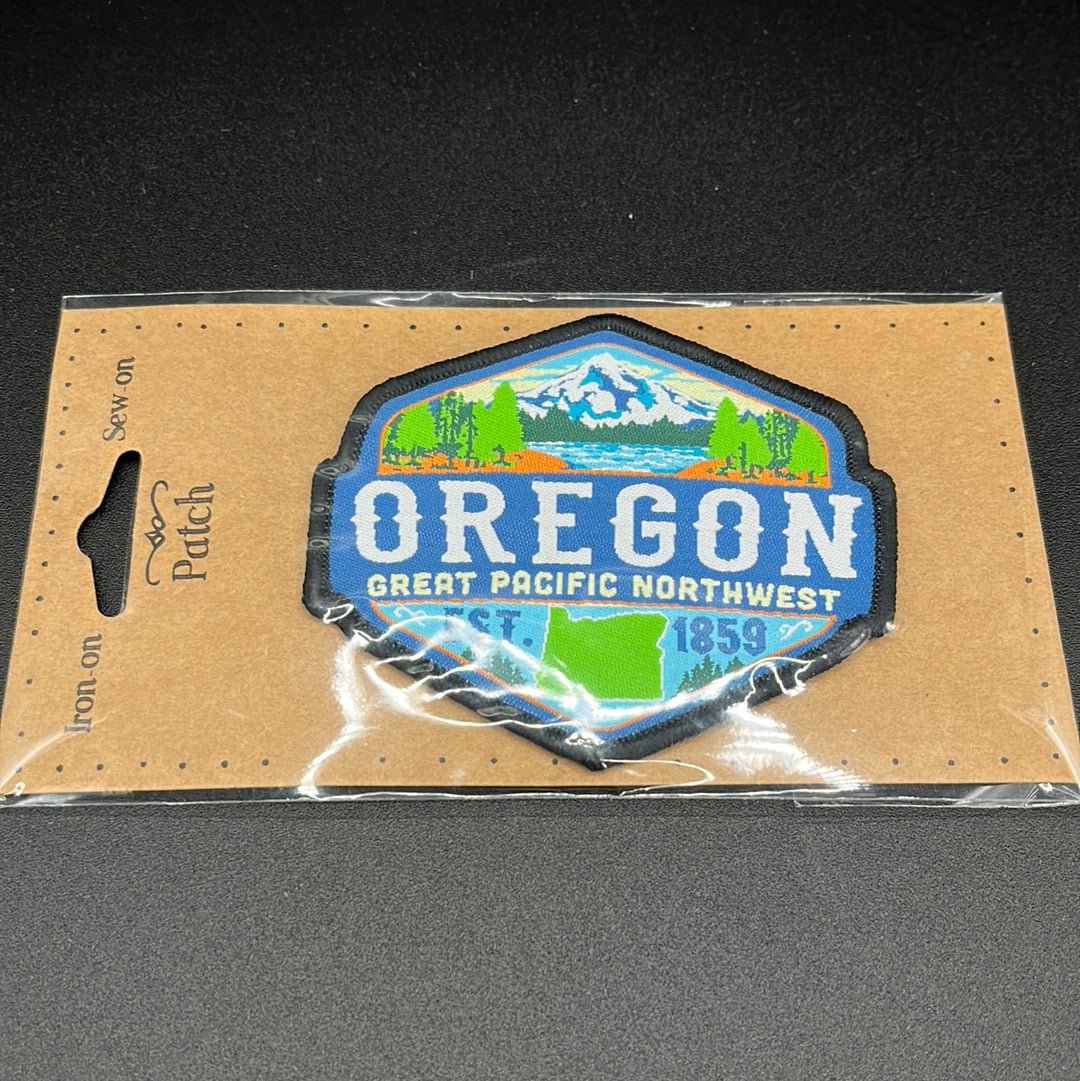 Iron-on
Sew-on
Patch
OREGON
GREAT PACIFIC NORTHWEST
EST. 1859